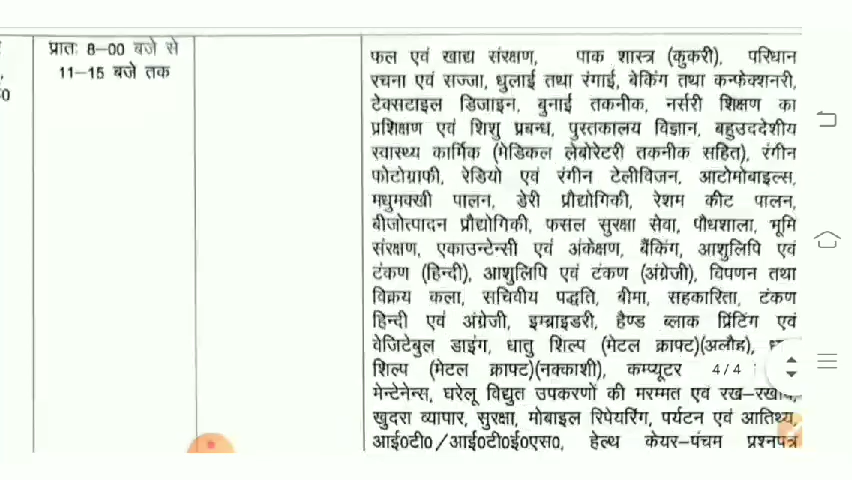 प्रातः 8–00 बजे से
11–15 बजे तक
0
फल एवं खाद्य संरक्षण, पाक शास्त्र (कुकरी), परिधान
रचना एवं सज्जा, धुलाई तथा रंगाई, बेकिंग तथा कन्फेक्शनरी,
टेक्सटाइल डिजाइन, बुनाई तकनीक, नर्सरी शिक्षण का
प्रशिक्षण एवं शिशु प्रबन्ध, पुस्तकालय विज्ञान, बहुउददेशीय
स्वास्थ्य कार्मिक (मेडिकल लेबोरेटरी तकनीक सहित), रंगीन
फोटोग्राफी, रेडियो एवं रंगीन टेलीविजन, आटोमोबाइल्स,
मधुमक्खी पालन, डेरी प्रौद्योगिकी, रेशम कीट पालन,
बीजोत्पादन प्रौद्योगिकी, फसल सुरक्षा सेवा, पौधशाला, भूमि
संरक्षण, एकाउन्टेन्सी एवं अंकेक्षण, बैंकिंग, आशुलिपि एवं
टंकण (हिन्दी), आशुलिपि एवं टंकण (अंग्रेजी), विपणन तथा
विक्रय कला, सचिवीय पद्धति, बीमा, सहकारिता, टंकण
हिन्दी एवं अंग्रेजी, इम्ब्राइडरी, हैण्ड ब्लाक प्रिंटिंग एवं
वेजिटेबुल डाइंग, धातु शिल्प (मेटल क्राफ्ट)(अलौह),
शिल्प (मेटल क्राफ्ट)(नक्काशी), कम्प्यूटर 4/4
मेन्टेनेन्स, घरेलू विद्युत उपकरणों की मरम्मत एवं रख–रखाव,
खुदरा व्यापार, सुरक्षा, मोबाइल रिपेयरिंग, पर्यटन एवं आतिथ्य,
आई0टी0/आई0टी0ई0एस0, हेल्थ केयर-पंचम प्रश्नपत्र